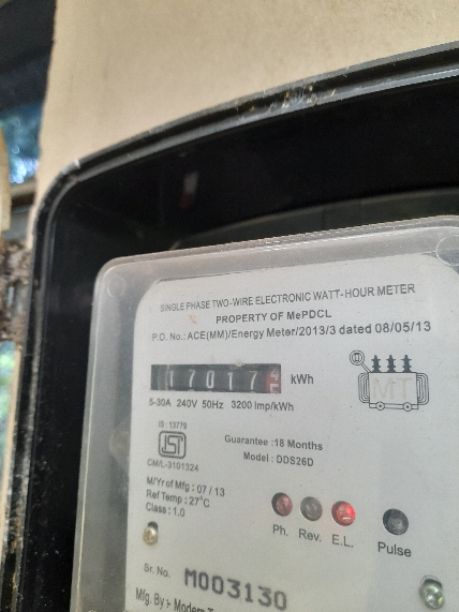 SINGLE PHASE TWO-WIRE ELECTRONIC WATT-HOUR METER
PROPERTY OF MePDCL
P.O. No.: ACE(MM)/Energy Meter/2013/3 dated 08/05/13
17017 kWh
5-30A 240V 50Hz 3200 Imp/kWh
MT
IS : 13779
ISI
CM/L-3101324
Guarantee :18 Months
Model : DDS26D
M/Yr of Mfg : 07 / 13
Ref Temp : 27°C
Class : 1.0
Ph. Rev. E.L. Pulse
Sr. No. M003130
Mfg. By :- Modern